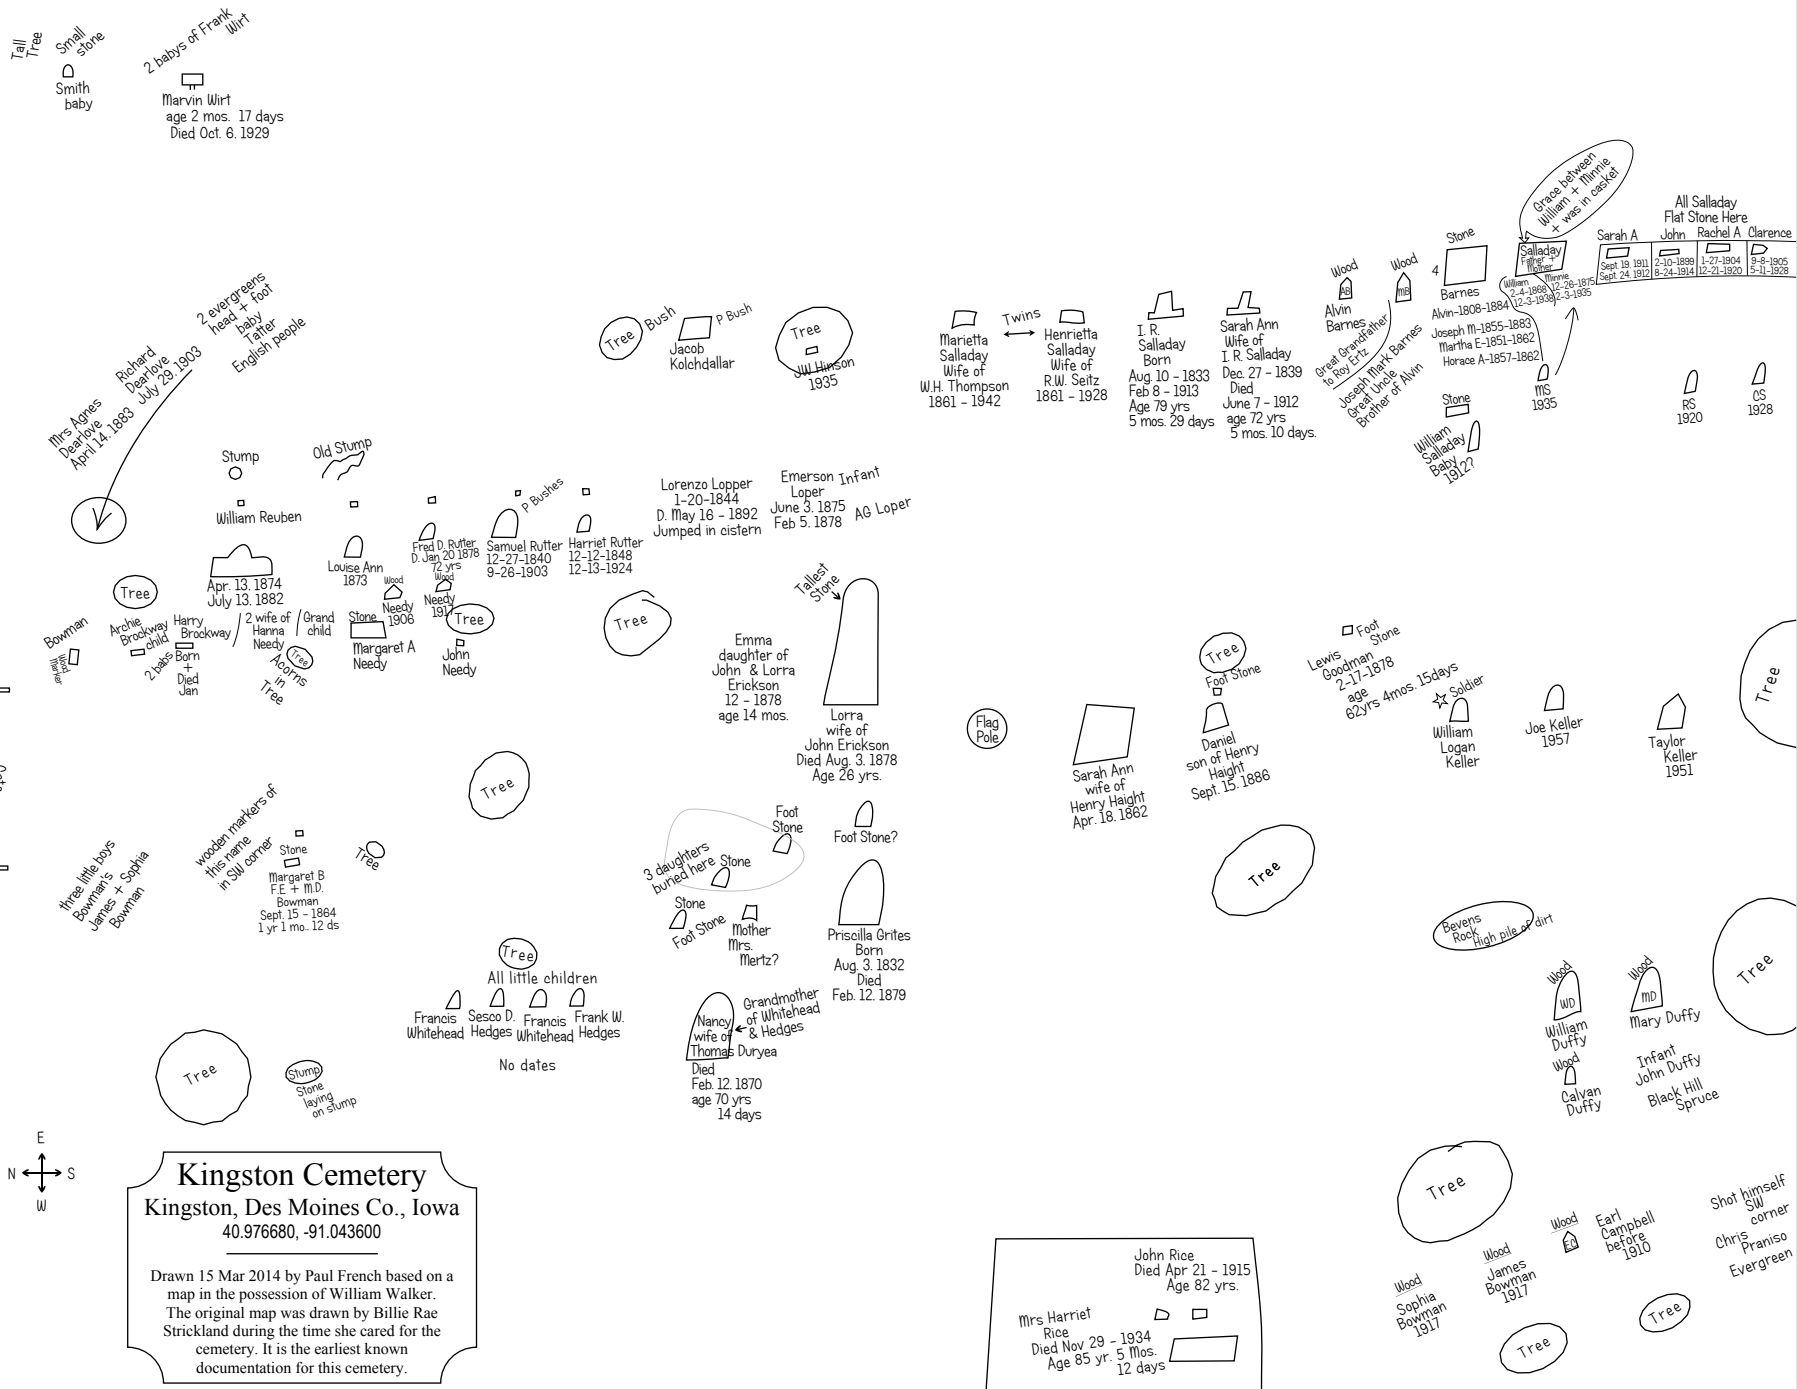 Tall
Tree
Small
stone
Smith
baby
2 babys of Frank
Wirt
Marvin Wirt
age 2 mos. 17 days
Died Oct. 6, 1929
2 evergreens
head + foot
baby
Tatter
English people
Richard
Dearlove
July 29, 1903
Mrs Agnes
Dearlove
April 14, 1883
Stump
Old Stump
William Reuben
Apr. 13, 1874
July 13, 1882
Louise Ann
1873
Fred D. Rutter
D. Jan 20 1878
72 yrs
P Bushes
Samuel Rutter
12-27-1840
9-26-1903
Harriet Rutter
12-12-1848
12-13-1924
Lorenzo Lopper
1-20-1844
D. May 16 - 1892
Jumped in cistern
Emerson
Loper
June 3, 1875
Feb 5, 1878
Infant
AG Loper
Tree
Bush
P Bush
Jacob
Kolchdallar
Tree
JW Hinson
1935
Marietta
Salladay
Wife of
W.H. Thompson
1861 - 1942
Twins
Henrietta
Salladay
Wife of
R.W. Seitz
1861 - 1928
I. R.
Salladay
Born
Aug. 10 - 1833
Feb 8 - 1913
Age 79 yrs
5 mos. 29 days
Sarah Ann
Wife of
I. R. Salladay
Dec. 27 - 1839
Died
June 7 - 1912
age 72 yrs
5 mos. 10 days.
Wood
AB
Alvin
Barnes
Great Grandfather
to Roy Ertz
Wood
MB
Joseph Mark Barnes
Great Uncle
Brother of Alvin
Stone
4
Barnes
Alvin-1808-1884
Joseph M-1855-1883
Martha E-1851-1862
Horace A-1857-1862
Grace between
William + Minnie
+ was in casket
Salladay
Father +
Mother
William
2-4-1868
12-3-1938
Minnie
12-26-1875
12-3-1935
All Salladay
Flat Stone Here
Sarah A
Sept. 19, 1911
Sept. 24, 1912
John
2-10-1899
8-24-1914
Rachel A
1-27-1904
12-21-1920
Clarence
9-8-1905
5-11-1928
MS
1935
RS
1920
CS
1928
Stone
William
Salladay
Baby
1912?
Tree
Bowman
Wood
Marker
Archie
Brockway
child
Harry
Brockway
2 babs
Born
+
Died
Jan
2 wife of
Hanna
Needy
Grand
child
Tree
Acorns
in
Tree
Stone
Margaret A
Needy
Wood
Needy
1906
Wood
Needy
1917
Tree
John
Needy
Tree
Tallest
Stone
Emma
daughter of
John & Lorra
Erickson
12 - 1878
age 14 mos.
Lorra
wife of
John Erickson
Died Aug. 3, 1878
Age 26 yrs.
Flag
Pole
Sarah Ann
wife of
Henry Haight
Apr. 18, 1862
Tree
Foot Stone
Daniel
son of Henry
Haight
Sept. 15, 1886
Foot
Stone
Lewis
Goodman
2-17-1878
age
62yrs 4mos. 15days
Soldier
William
Logan
Keller
Joe Keller
1957
Taylor
Keller
1951
Tree
Tree
three little boys
Bowman's
James + Sophia
Bowman
wooden markers of
this name
in SW corner
Stone
Margaret B
F.E + M.D.
Bowman
Sept. 15 - 1864
1 yr 1 mo. 12 ds
Tree
Foot
Stone
3 daughters
buried here
Stone
Stone
Foot Stone
Mother
Mrs.
Mertz?
Foot Stone?
Priscilla Grites
Born
Aug. 3, 1832
Died
Feb. 12, 1879
Tree
Bevens
Rock
High pile of dirt
Tree
Tree
All little children
Francis
Whitehead
Sesco D.
Hedges
Francis
Whitehead
Frank W.
Hedges
No dates
Nancy
wife of
Thomas Duryea
Died
Feb. 12, 1870
age 70 yrs
14 days
Grandmother
of Whitehead
& Hedges
Wood
WD
William
Duffy
Wood
MD
Mary Duffy
Wood
Calvan
Duffy
Infant
John Duffy
Black Hill
Spruce
Tree
Stump
Stone
laying
on stump
E
N
S
W
Kingston Cemetery
Kingston, Des Moines Co., Iowa
40.976680, -91.043600
Drawn 15 Mar 2014 by Paul French based on a
map in the possession of William Walker.
The original map was drawn by Billie Rae
Strickland during the time she cared for the
cemetery. It is the earliest known
documentation for this cemetery.
John Rice
Died Apr 21 - 1915
Age 82 yrs.
Mrs Harriet
Rice
Died Nov 29 - 1934
Age 85 yr. 5 Mos.
12 days
Tree
Wood
Sophia
Bowman
1917
Wood
James
Bowman
1917
Wood
EC
Earl
Campbell
before
1910
Shot himself
SW
corner
Chris
Praniso
Evergreen
Tree
Tree